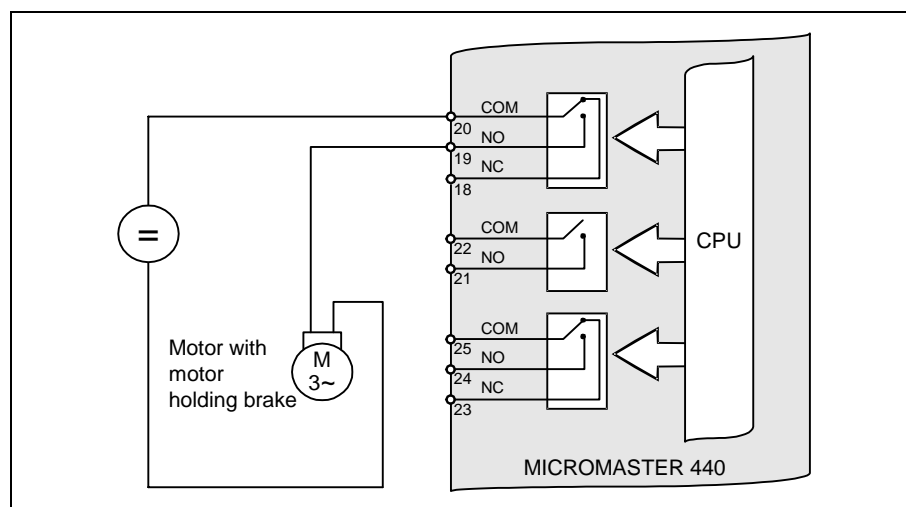 COM
20
NO
19
NC
18
COM
22
NO
21
COM
25
NO
24
NC
23
CPU
=
Motor with
motor
holding brake
M
3~
MICROMASTER 440